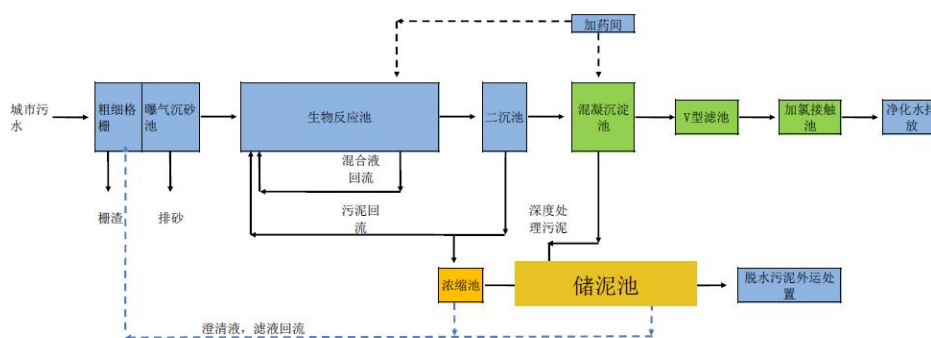 加药间
城市污
水
粗细格
栅
曝气沉砂
池
生物反应池
二沉池
混凝沉淀
池
V型滤池
加氯接触
池
净化水排
放
混合液
回流
栅渣
排砂
污泥回
流
深度处
理污泥
浓缩池
储泥池
脱水污泥外运处
置
澄清液，滤液回流